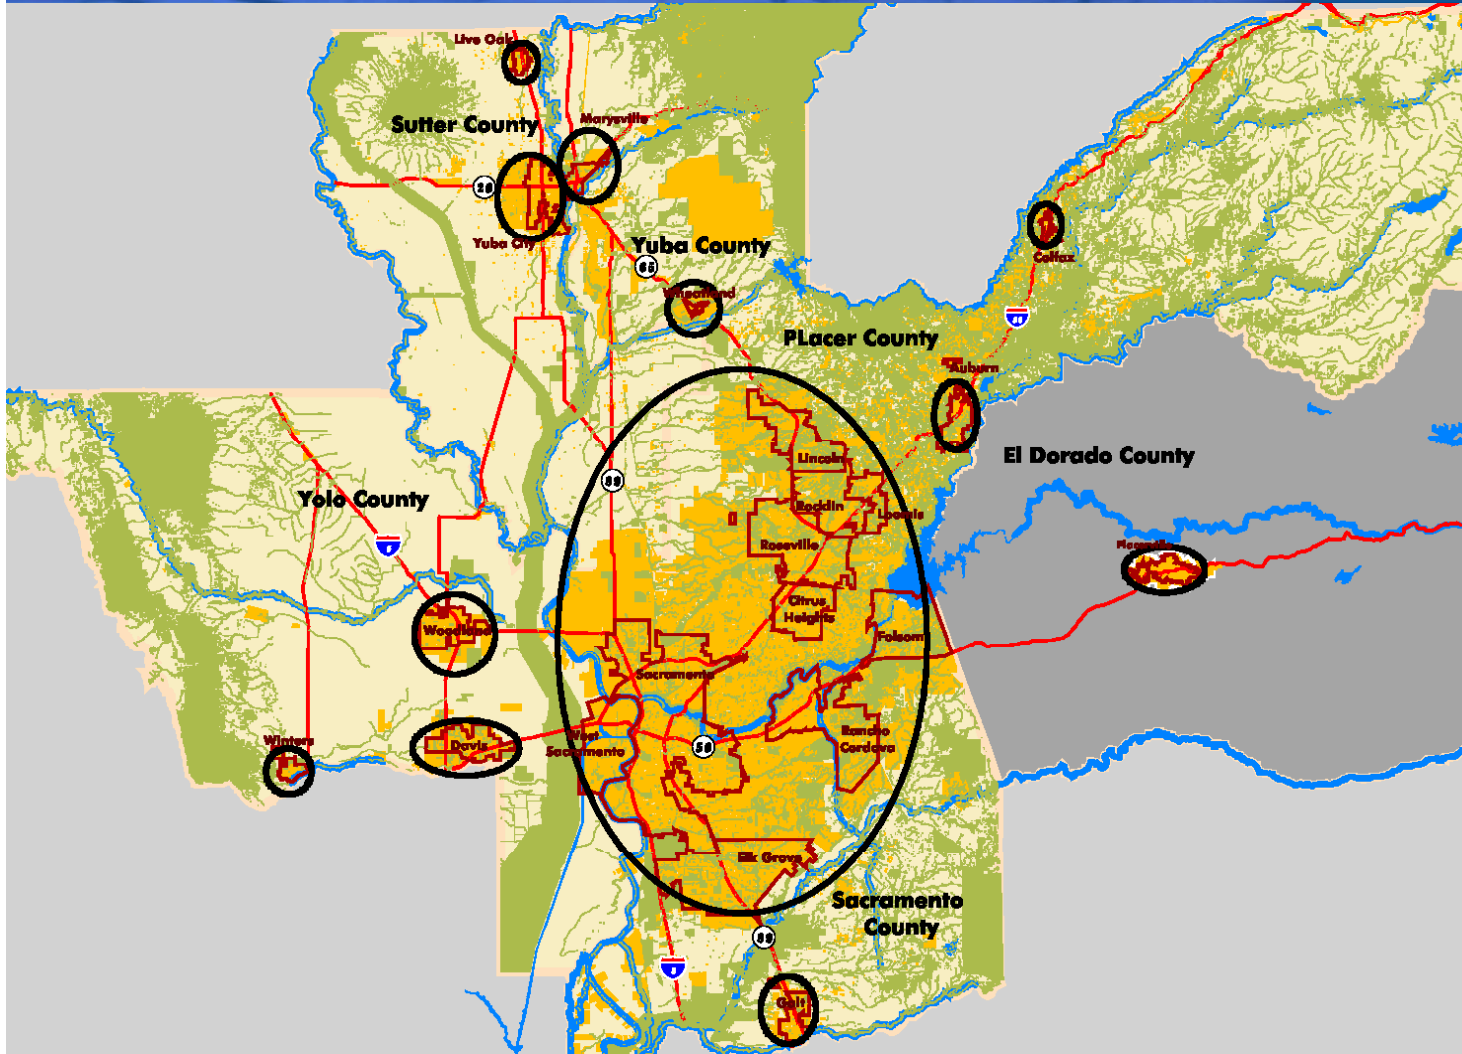 Live Oak
Marysville
Sutter County
20
Yuba City
Yuba County
65
Wheatland
Colfax
80
PLacer County
Auburn
El Dorado County
Lincoln
99
Yolo County
Rocklin
Loomis
5
Roseville
Placerville
Citrus
Heights
Woodland
Folsom
Sacramento
Winters
Davis
West
Sacramento
50
Rancho
Cordova
Elk Grove
Sacramento
County
99
5
Galt